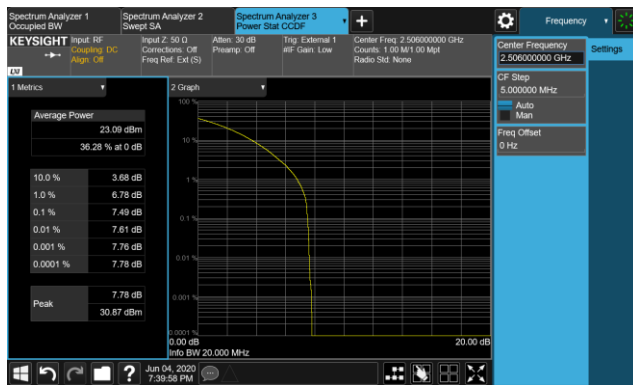 Spectrum Analyzer 1
Occupied BW
Spectrum Analyzer 2
Swept SA
Spectrum Analyzer 3
Power Stat CCDF
Frequency
KEYSIGHT
Input: RF
Coupling: DC
Align: Off
Input Z: 50 Ω
Corrections: Off
Freq Ref: Ext (S)
Atten: 30 dB
Preamp: Off
Trig: External 1
#IF Gain: Low
Center Freq: 2.506000000 GHz
Counts: 1.00 M/1.00 Mpt
Radio Std: None
Center Frequency
2.506000000 GHz
Settings
CF Step
5.000000 MHz
Auto
Man
Freq Offset
0 Hz
LXI
1 Metrics
2 Graph
Average Power
23.09 dBm
36.28 % at 0 dB
10.0 % 3.68 dB
1.0 % 6.78 dB
0.1 % 7.49 dB
0.01 % 7.61 dB
0.001 % 7.76 dB
0.0001 % 7.78 dB
Peak
7.78 dB
30.87 dBm
100 %
10 %
1 %
0.1 %
0.01 %
0.001 %
0.0001 %
0.00 dB
20.00 dB
Info BW 20.000 MHz
?
Jun 04, 2020
7:39:58 PM